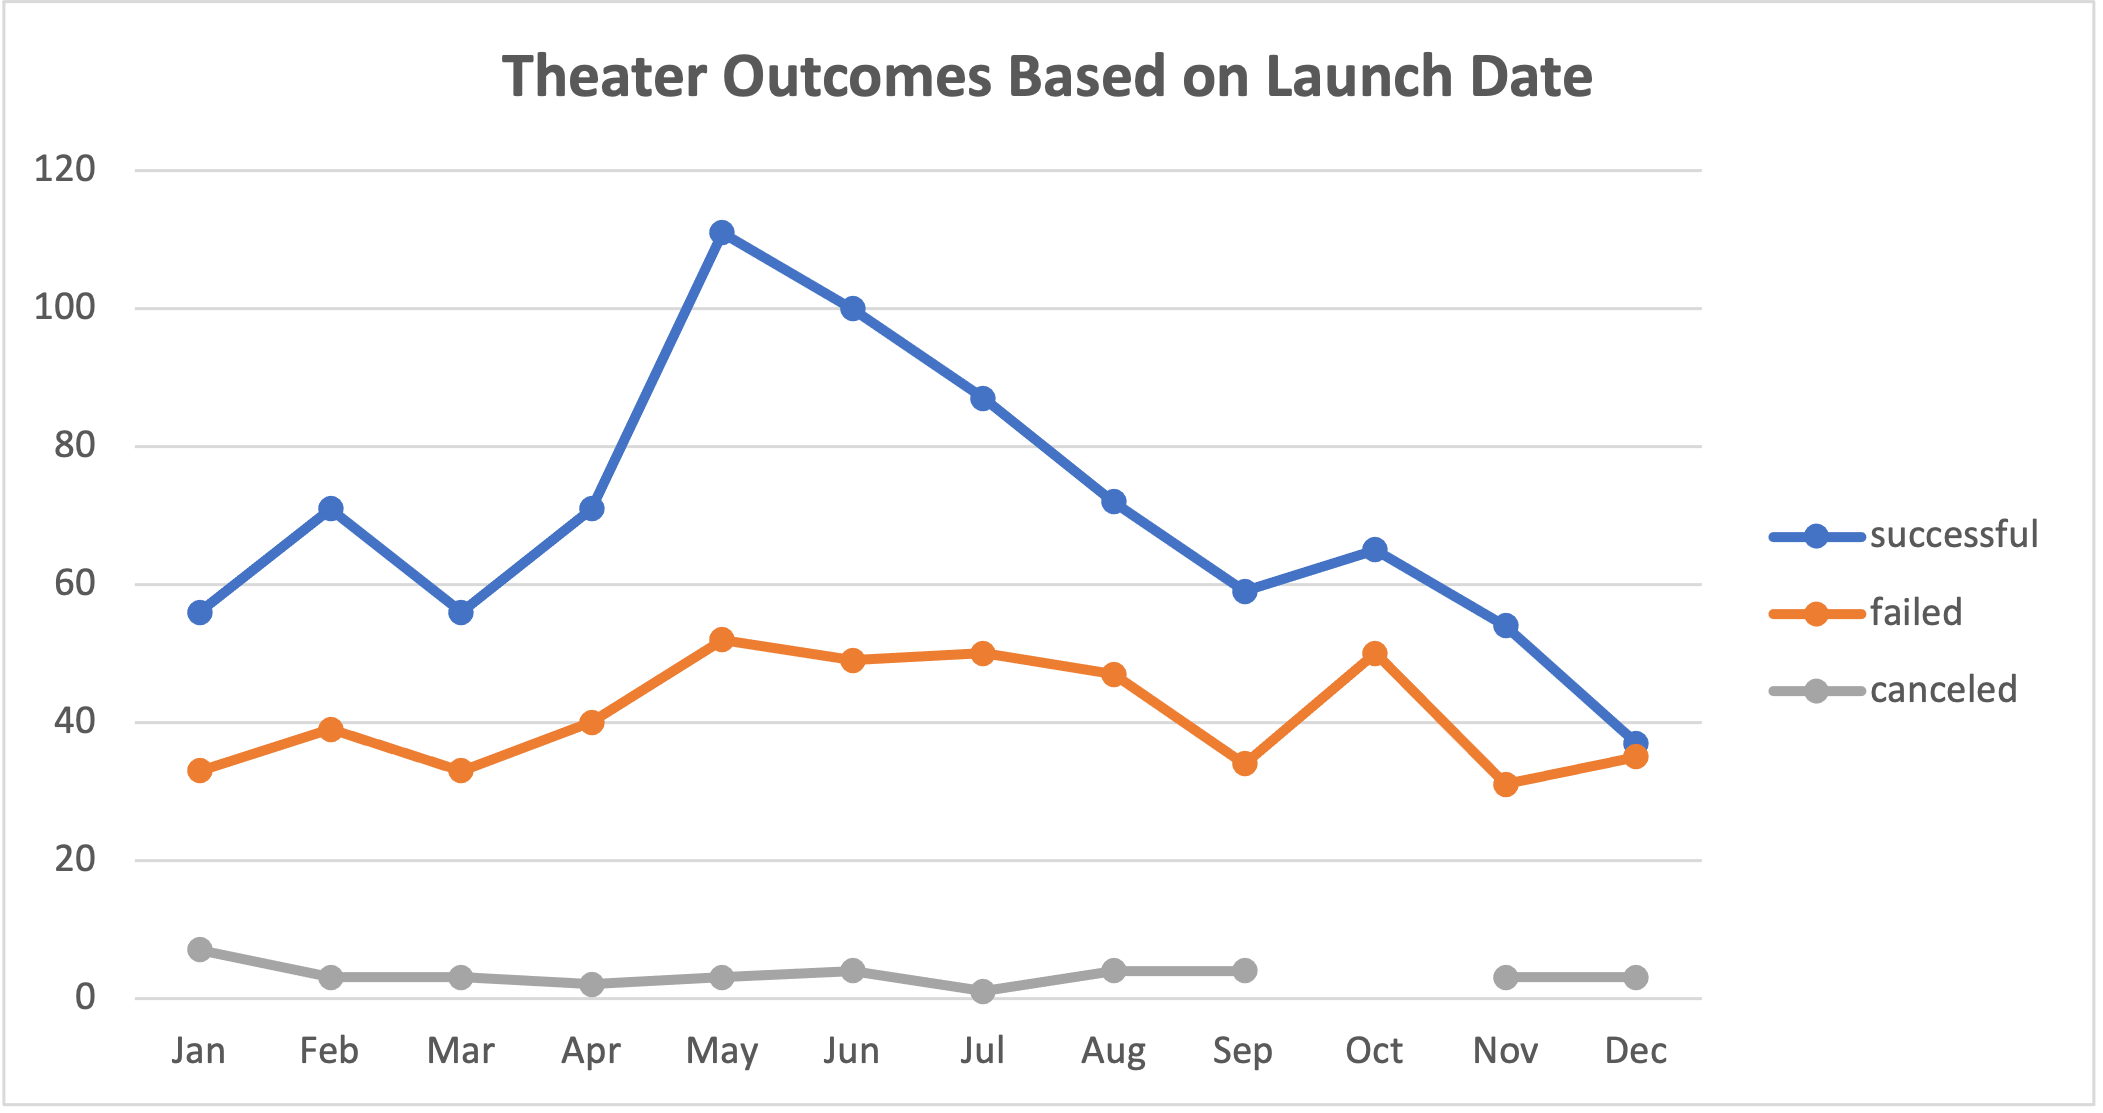 Theater Outcomes Based on Launch Date
120
100
80
60
40
20
0
Jan Feb Mar Apr May Jun Jul Aug Sep Oct Nov Dec
successful
failed
canceled